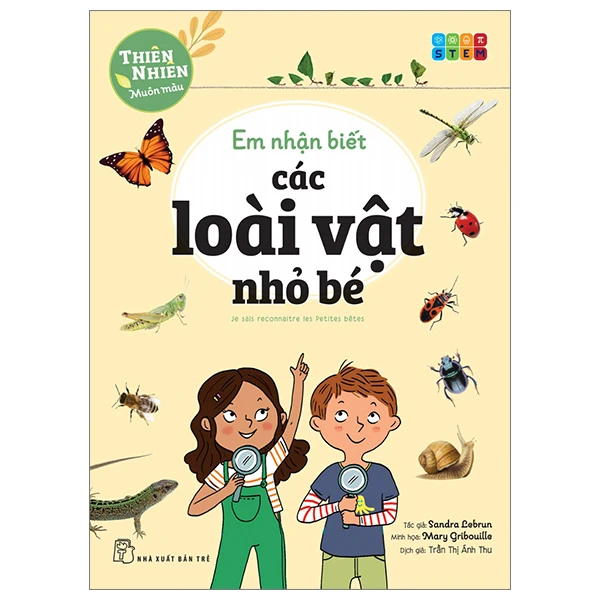 THIÊN
NHIÊN
Muôn màu
π
STEM
Em nhận biết
các
loài vật
nhỏ bé
Je sais reconnaitre les Petites bêtes
Tác giả: Sandra Lebrun
Minh họa: Mary Gribouille
Dịch giả: Trần Thị Ánh Thu
NHÀ XUẤT BẢN TRẺ